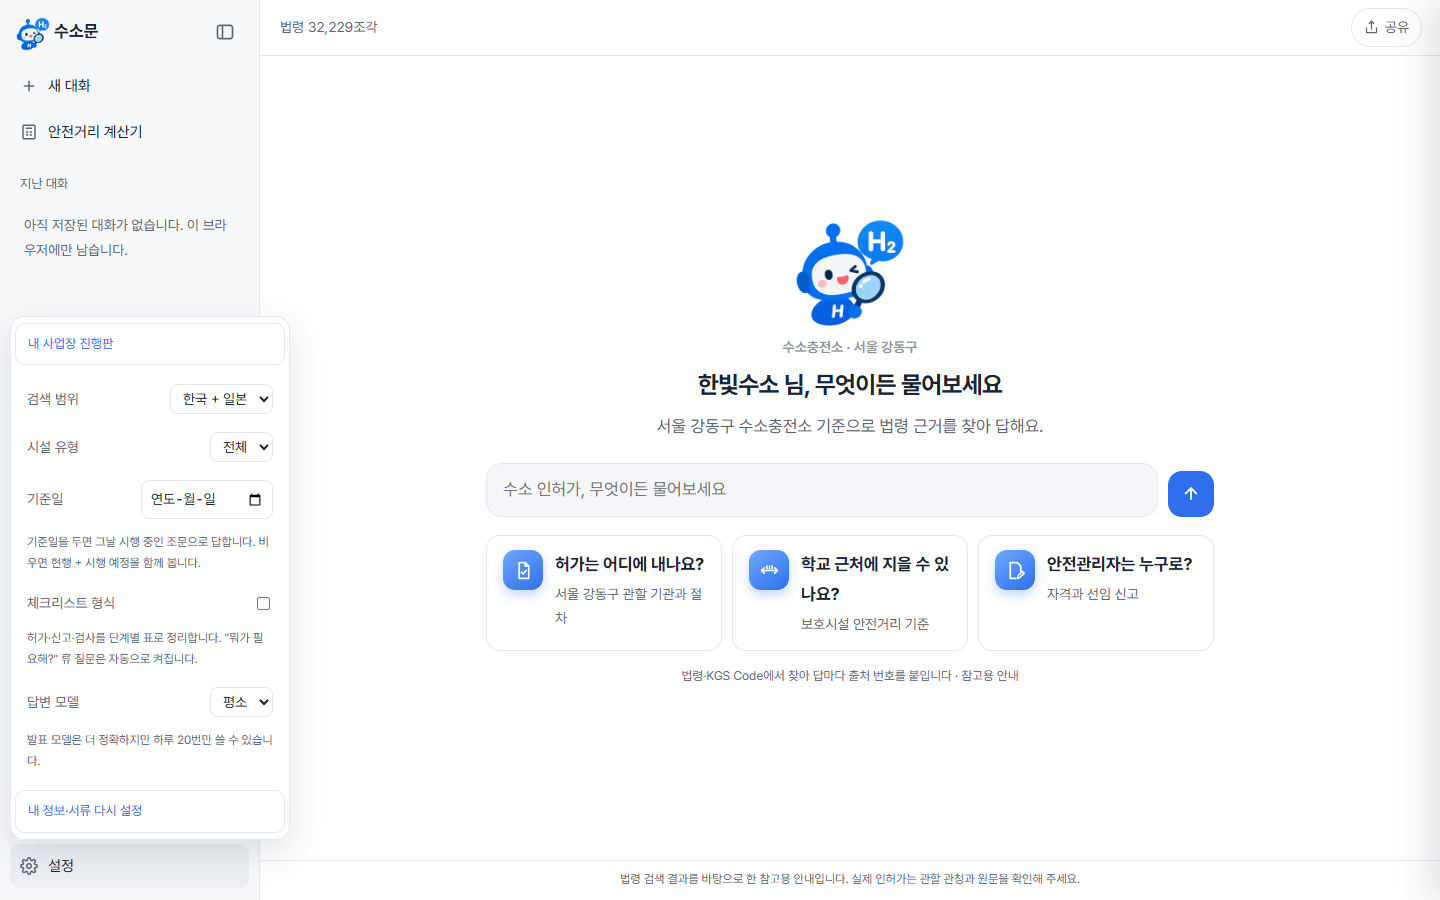 수소문
새 대화
안전거리 계산기
지난 대화
아직 저장된 대화가 없습니다. 이 브라
우저에만 남습니다.
내 사업장 진행판
검색 범위
한국 + 일본
시설 유형
전체
기준일
연도-월-일
기준일을 두면 그날 시행 중인 조문으로 답합니다. 비
우면 현행 + 시행 예정을 함께 봅니다.
체크리스트 형식
허가·신고·검사를 단계별 표로 정리합니다. "뭐가 필
요해?" 류 질문은 자동으로 켜집니다.
답변 모델
평소
발표 모델은 더 정확하지만 하루 20번만 쓸 수 있습니
다.
내 정보·서류 다시 설정
설정
법령 32,229조각
공유
H2
H
수소충전소 · 서울 강동구
한빛수소 님, 무엇이든 물어보세요
서울 강동구 수소충전소 기준으로 법령 근거를 찾아 답해요.
수소 인허가, 무엇이든 물어보세요
허가는 어디에 내나요?
서울 강동구 관할 기관과 절
차
학교 근처에 지을 수 있
나요?
보호시설 안전거리 기준
안전관리자는 누구로?
자격과 선임 신고
법령·KGS Code에서 찾아 답마다 출처 번호를 붙입니다 · 참고용 안내
법령 검색 결과를 바탕으로 한 참고용 안내입니다. 실제 인허가는 관할 관청과 원문을 확인해 주세요.